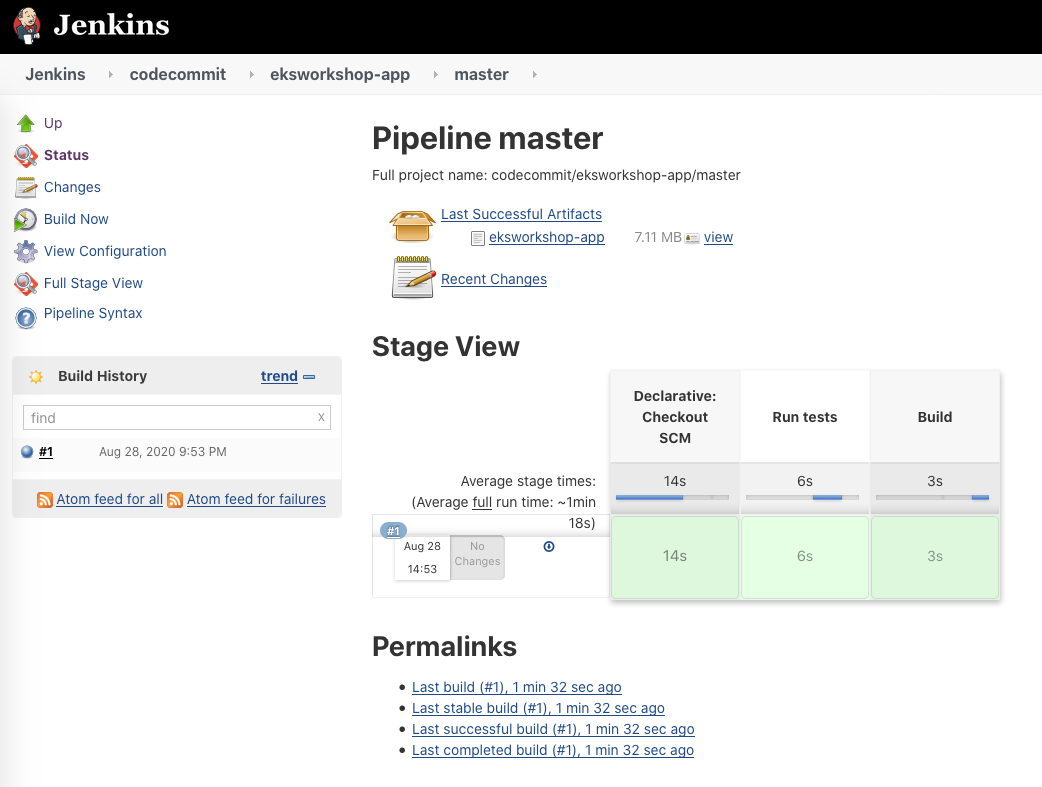 Jenkins
Jenkins codecommit eksworkshop-app master
Up
Status
Changes
Build Now
View Configuration
Full Stage View
Pipeline Syntax
Build History trend
find x
#1 Aug 28, 2020 9:53 PM
Atom feed for all Atom feed for failures
Pipeline master
Full project name: codecommit/eksworkshop-app/master
Last Successful Artifacts
eksworkshop-app 7.11 MB view
Recent Changes
Stage View
Declarative:
Checkout
SCM
Run tests
Build
Average stage times:
(Average full run time: ~1min
18s)
14s 6s 3s
#1
Aug 28
14:53
No
Changes
14s 6s 3s
Permalinks
Last build (#1), 1 min 32 sec ago
Last stable build (#1), 1 min 32 sec ago
Last successful build (#1), 1 min 32 sec ago
Last completed build (#1), 1 min 32 sec ago